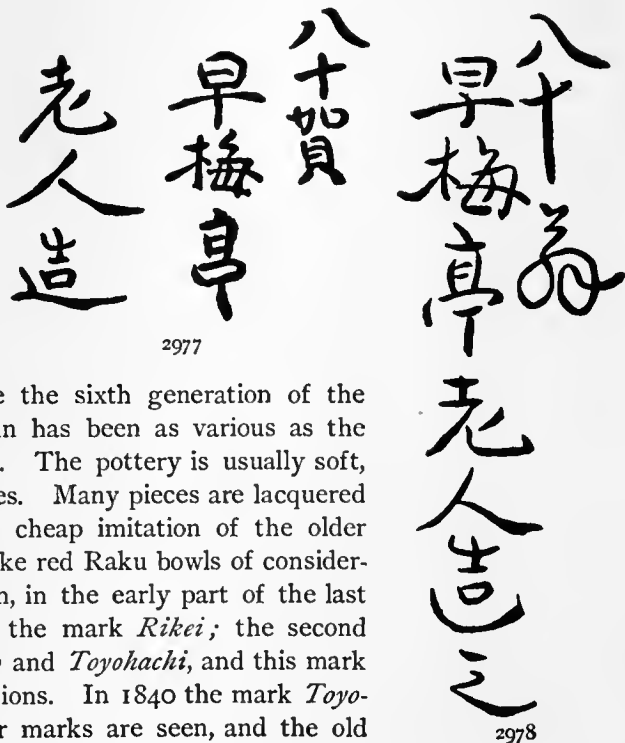 八十賀
早梅亭
老人造
2977
八十翁
早梅亭老人造之
2978
e the sixth generation of the
n has been as various as the
. The pottery is usually soft,
es. Many pieces are lacquered
cheap imitation of the older
ke red Raku bowls of consider-
n, in the early part of the last
the mark Rikei; the second
and Toyohachi, and this mark
ions. In 1840 the mark Toyo-
r marks are seen, and the old